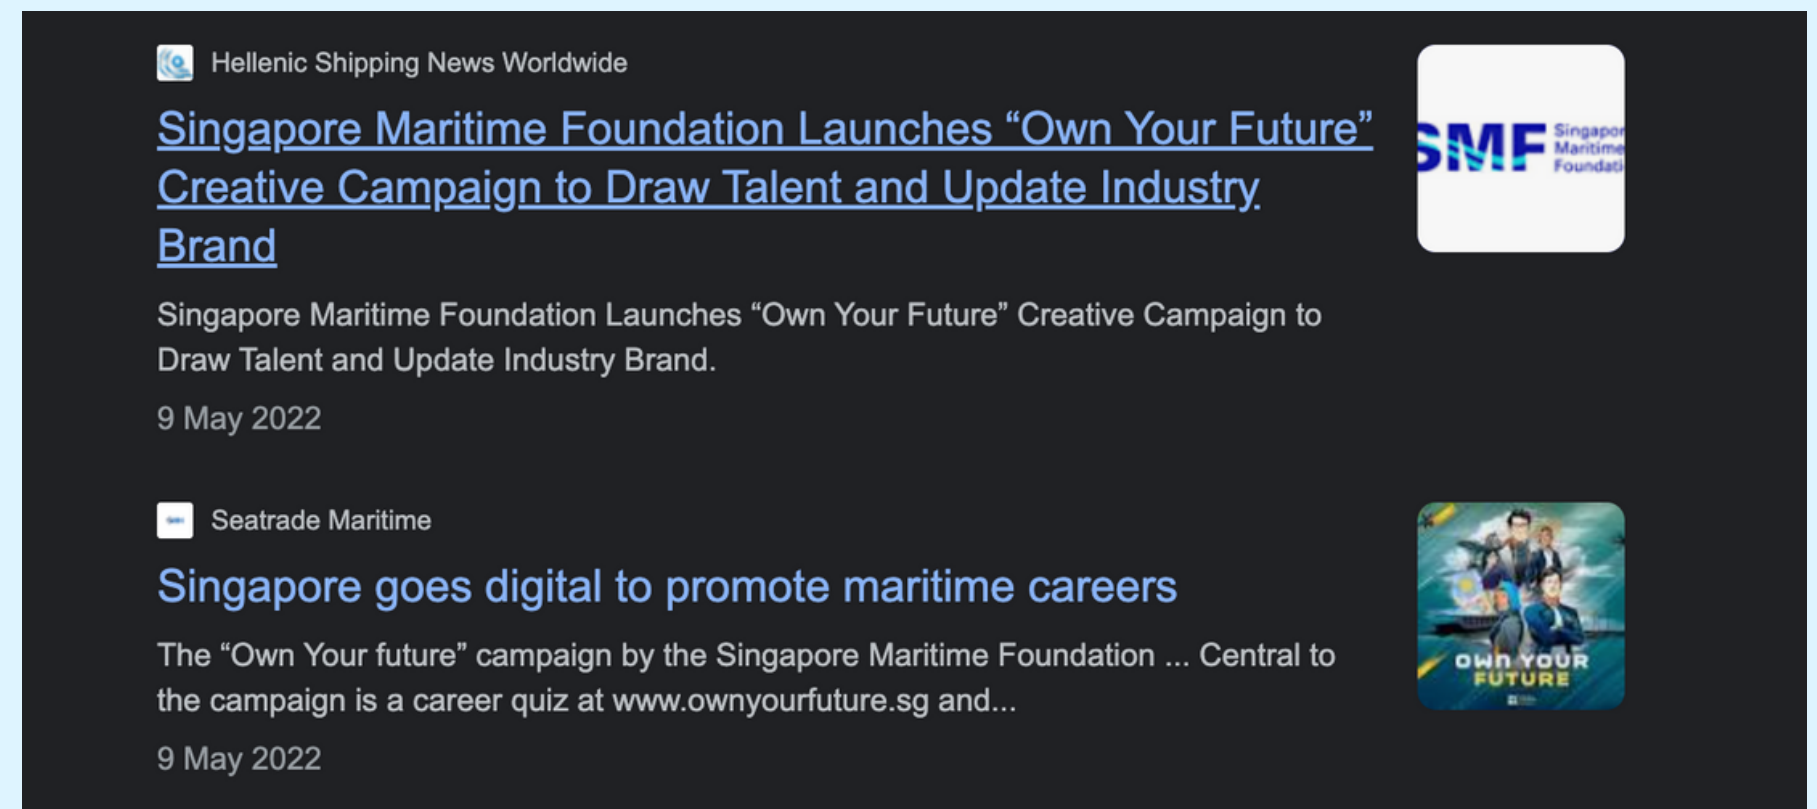 Hellenic Shipping News Worldwide
Singapore Maritime Foundation Launches “Own Your Future”
Creative Campaign to Draw Talent and Update Industry
Brand
SMF
Singapor
Maritime
Foundati
Singapore Maritime Foundation Launches “Own Your Future” Creative Campaign to
Draw Talent and Update Industry Brand.
9 May 2022
Seatrade Maritime
Singapore goes digital to promote maritime careers
The “Own Your future” campaign by the Singapore Maritime Foundation ... Central to
the campaign is a career quiz at www.ownyourfuture.sg and...
9 May 2022
OWN YOUR
FUTURE